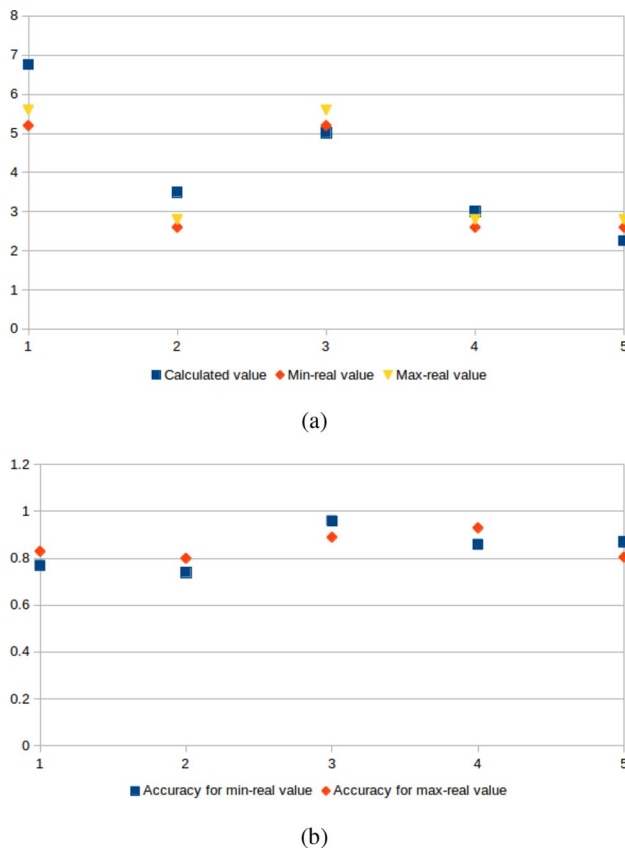 8
7
6
5
4
3
2
1
0
1 2 3 4 5
Calculated value Min-real value Max-real value
(a)
1.2
1
0.8
0.6
0.4
0.2
0
1 2 3 4 5
Accuracy for min-real value Accuracy for max-real value
(b)